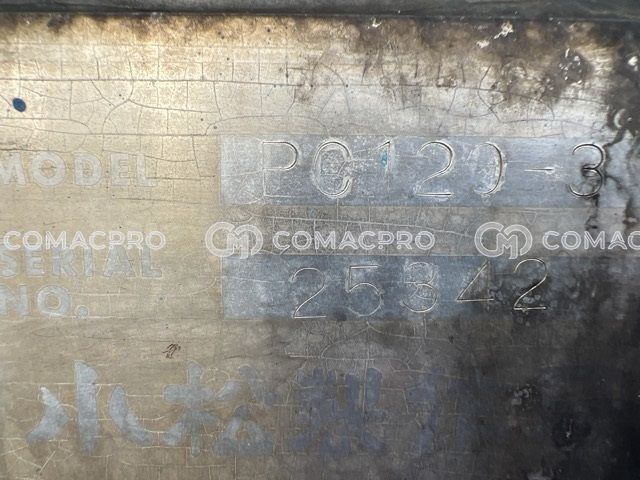 MODEL PC120-3
COMACPRO COMACPRO COMACPRO
SERIAL
NO. 25342
小松製